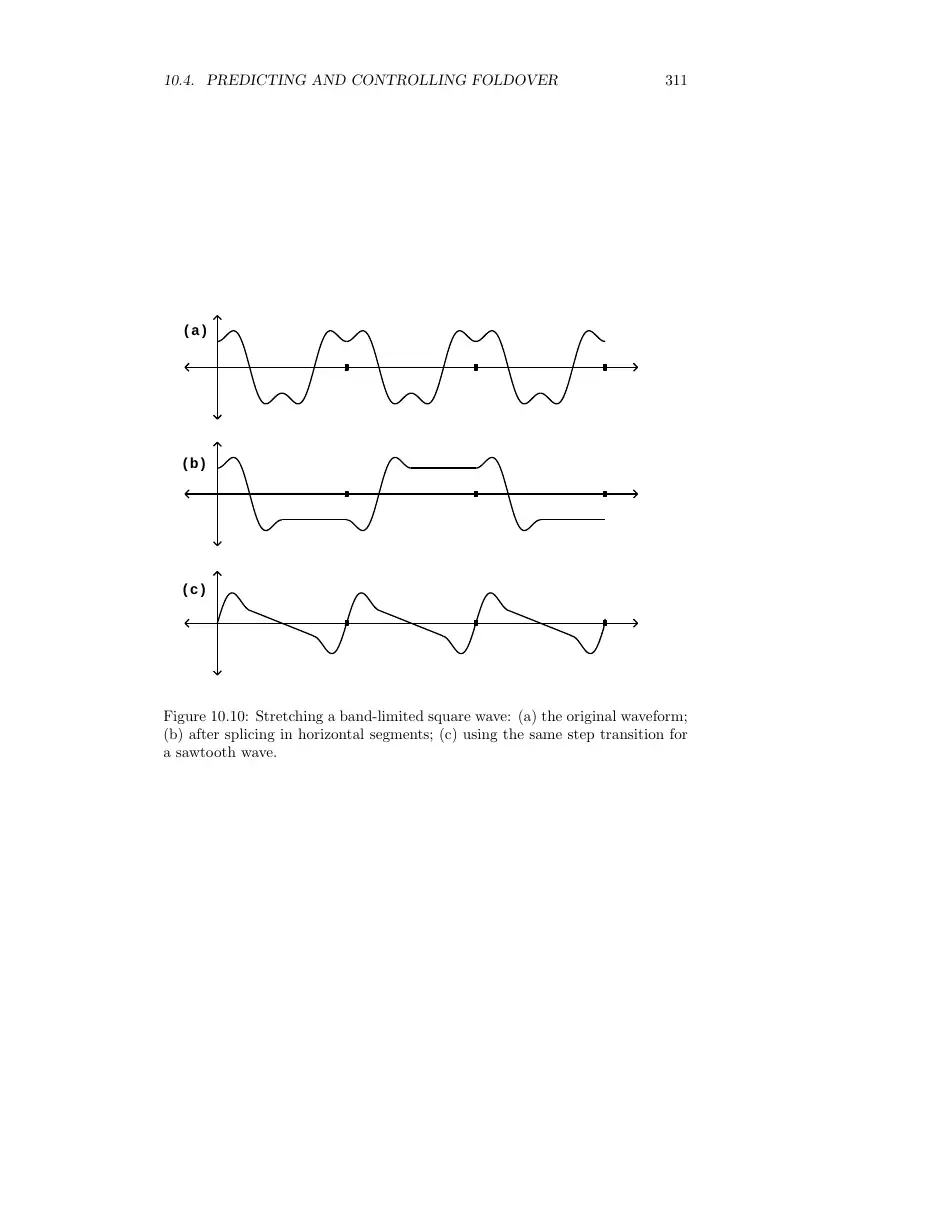 10.4. PREDICTING AND CONTROLLING FOLDOVER 311
(a)
(b)
(c)
Figure 10.10: Stretching a band-limited square wave: (a) the original waveform;
(b) after splicing in horizontal segments; (c) using the same step transition for
a sawtooth wave.